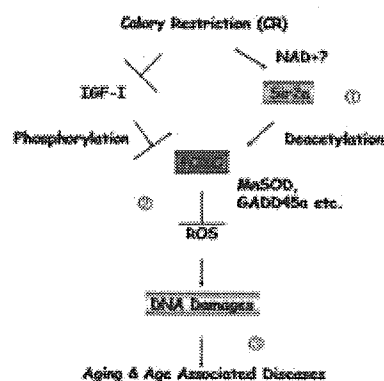 Calory Restriction (CR)
NAD+?
IGF-I
Sir2α ①
Phosphorylation
Deacetylation
FOXO
MnSOD,
② GADD45α etc.
ROS
DNA Damages
③
Aging & Age Associated Diseases